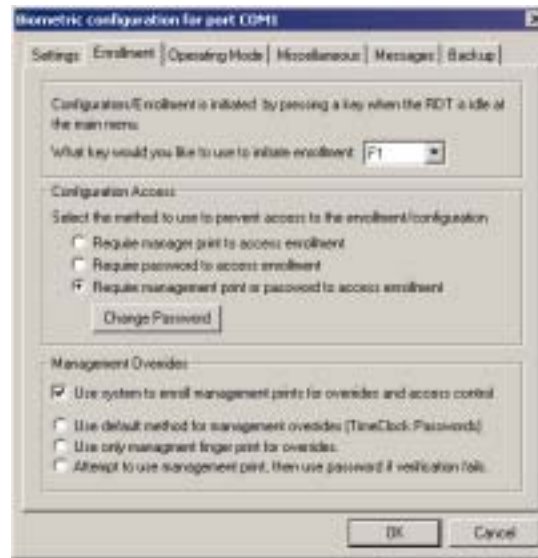 Biometric configuration for port COM1
Settings Enrollment Operating Mode Miscellaneous Messages Backup
Configuration/Enrollment is initiated by pressing a key when the RDT is idle at
the main menu.
What key would you like to use to initiate enrollment F1
Configuration Access
Select the method to use to prevent access to the enrollment/configuration
Require manager print to access enrollment
Require password to access enrollment
Require management print or password to access enrollment
Change Password
Management Overrides
Use system to enroll management prints for overrides and access control
Use default method for management overrides (TimeClock Passwords)
Use only managment finger print for overrides.
Attempt to use management print, then use password if verification fails.
OK Cancel